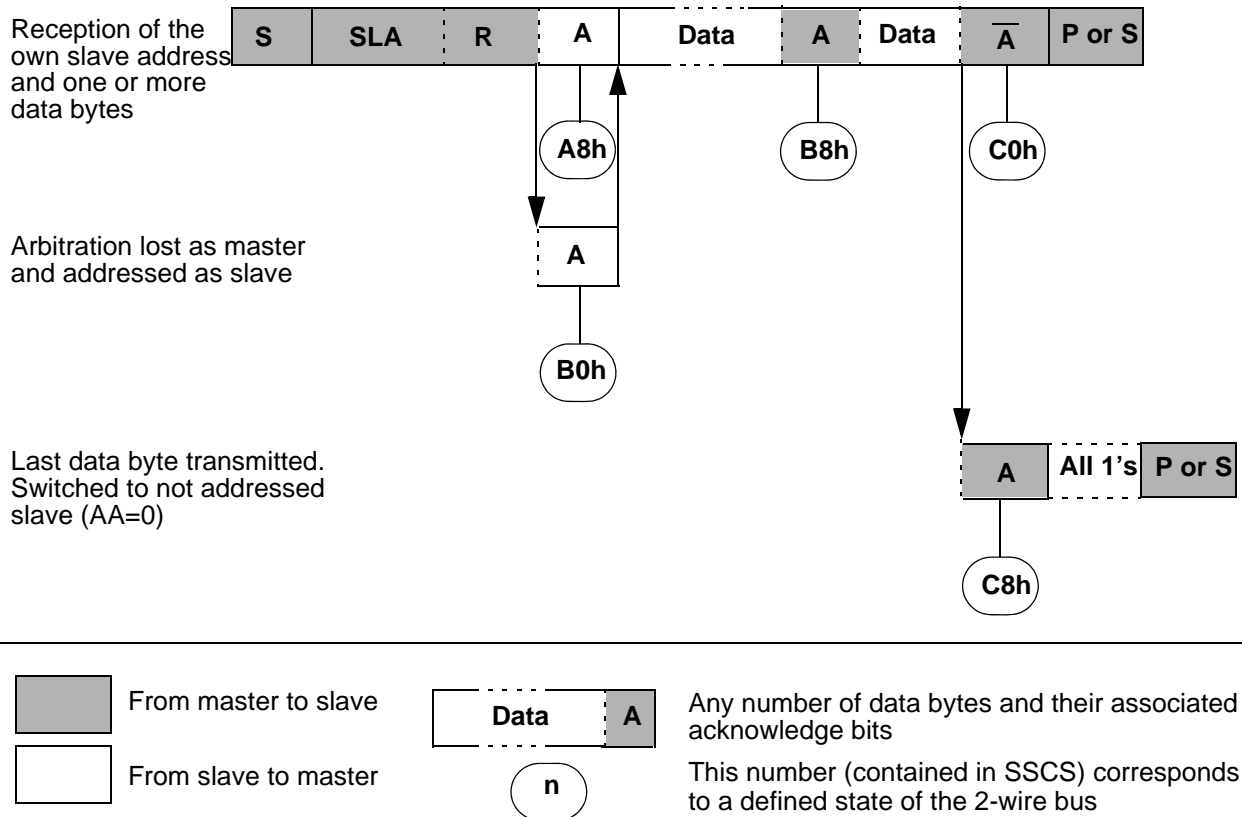 Reception of the
own slave address
and one or more
data bytes
S SLA R A Data A Data A̅ P or S
A8h B8h C0h
Arbitration lost as master
and addressed as slave
A
B0h
Last data byte transmitted.
Switched to not addressed
slave (AA=0)
A All 1’s P or S
C8h
From master to slave
From slave to master
Data A
n
Any number of data bytes and their associated
acknowledge bits
This number (contained in SSCS) corresponds
to a defined state of the 2-wire bus